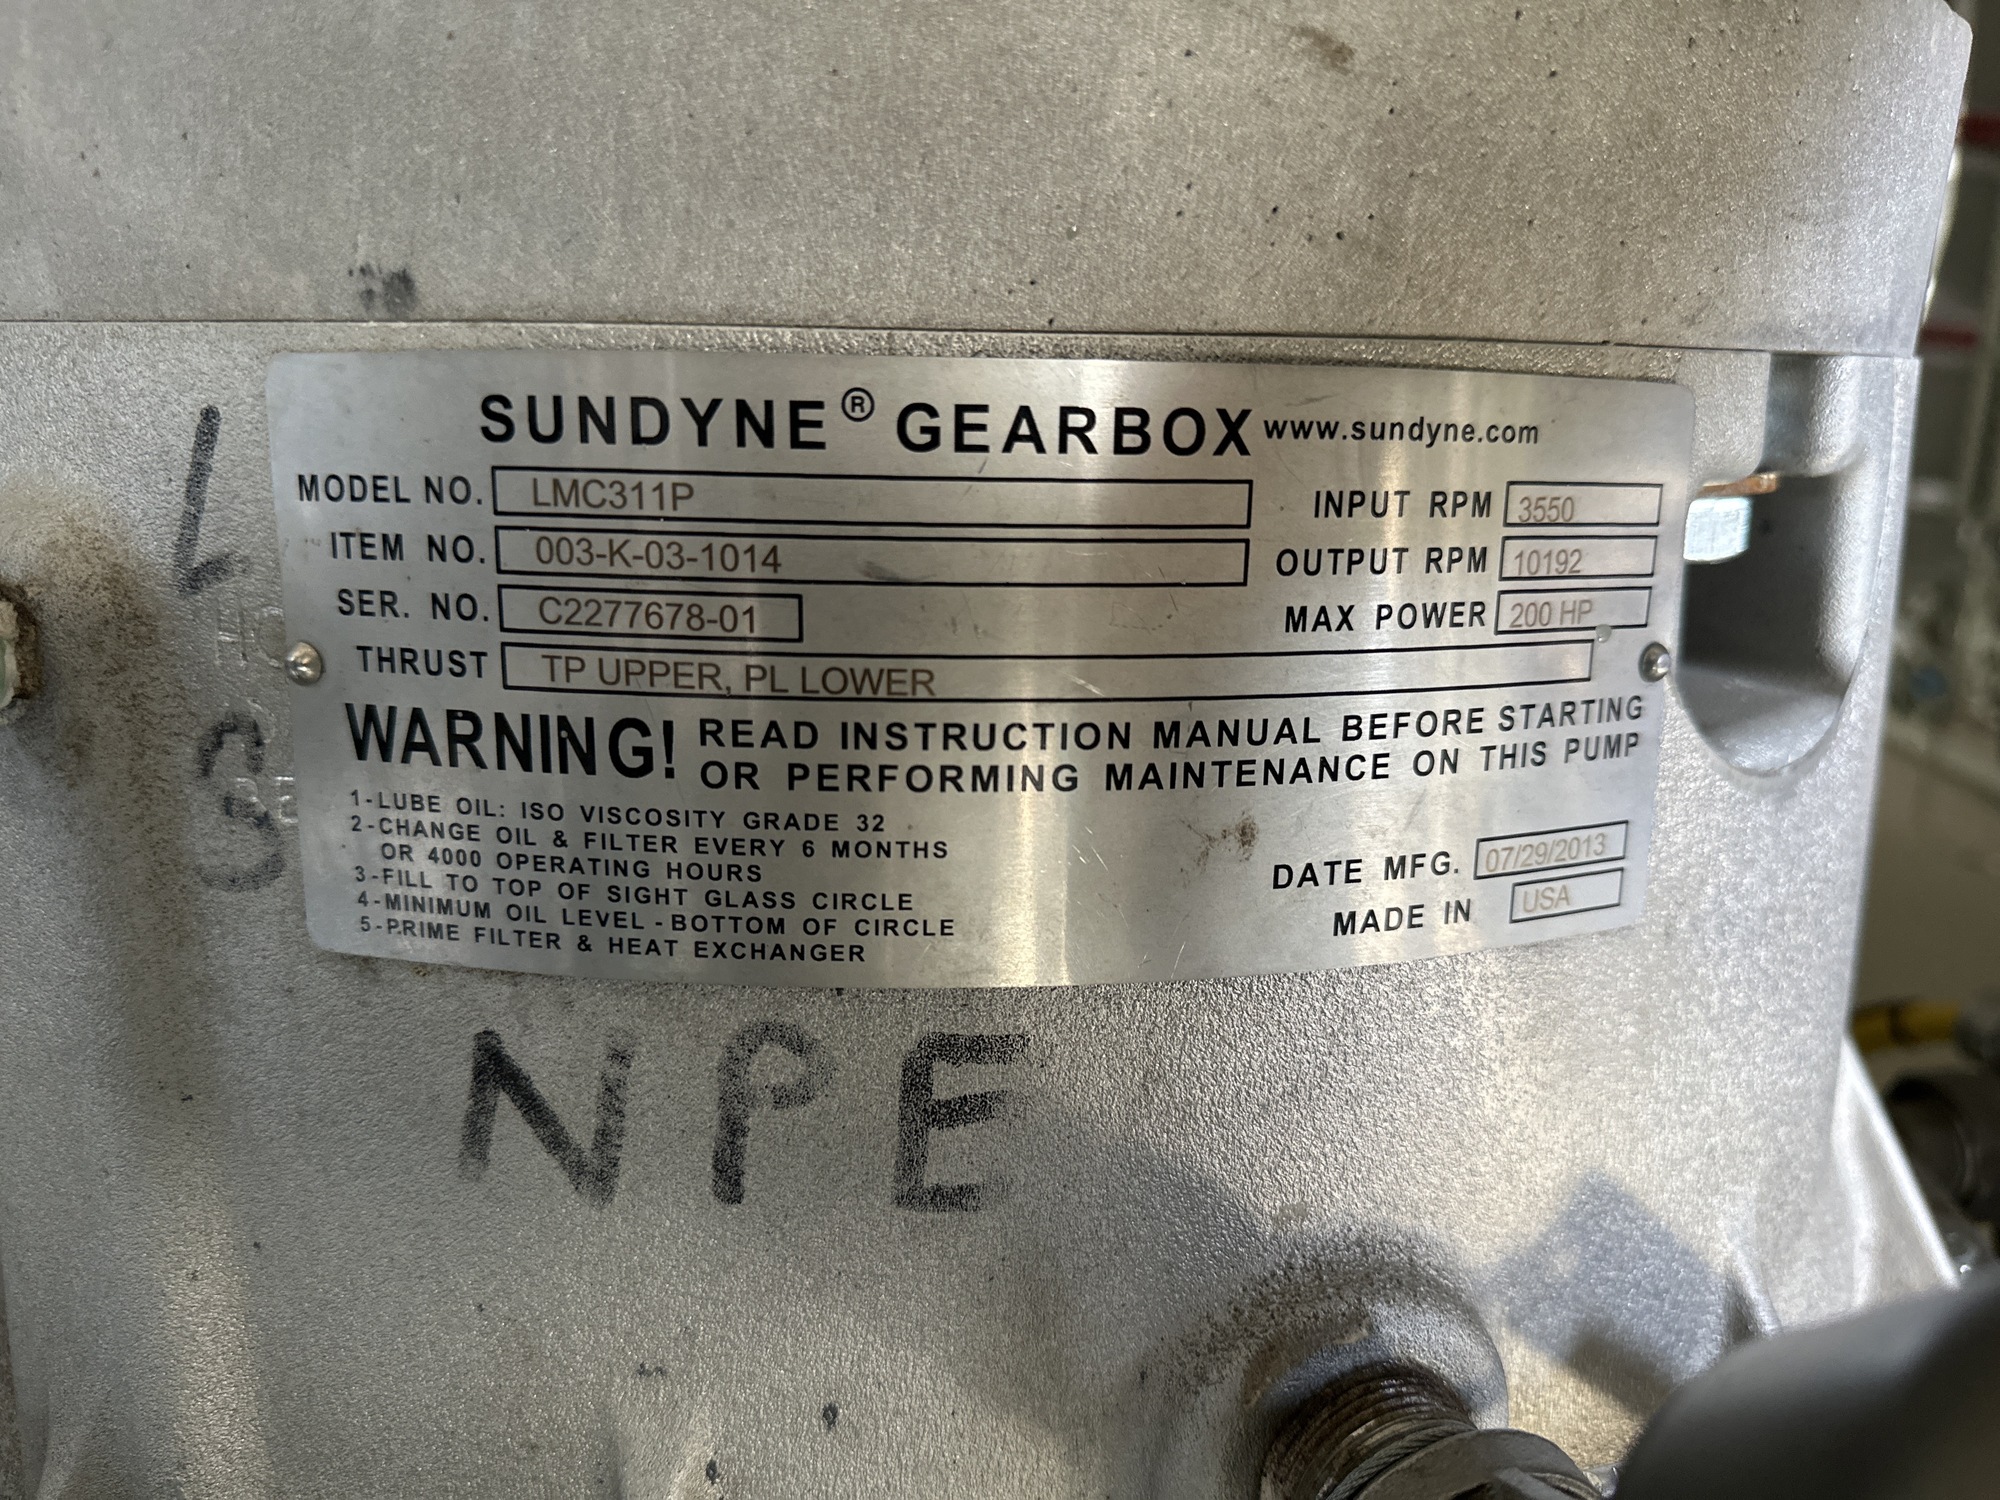 SUNDYNE® GEARBOX www.sundyne.com
MODEL NO. LMC311P
INPUT RPM 3550
ITEM NO. 003-K-03-1014
OUTPUT RPM 10192
SER. NO. C2277678-01
MAX POWER 200 HP
THRUST TP UPPER, PL LOWER
WARNING! READ INSTRUCTION MANUAL BEFORE STARTING
OR PERFORMING MAINTENANCE ON THIS PUMP
1-LUBE OIL: ISO VISCOSITY GRADE 32
2-CHANGE OIL & FILTER EVERY 6 MONTHS
OR 4000 OPERATING HOURS
3-FILL TO TOP OF SIGHT GLASS CIRCLE
4-MINIMUM OIL LEVEL-BOTTOM OF CIRCLE
5-PRIME FILTER & HEAT EXCHANGER
DATE MFG. 07/29/2013
MADE IN USA
NPE